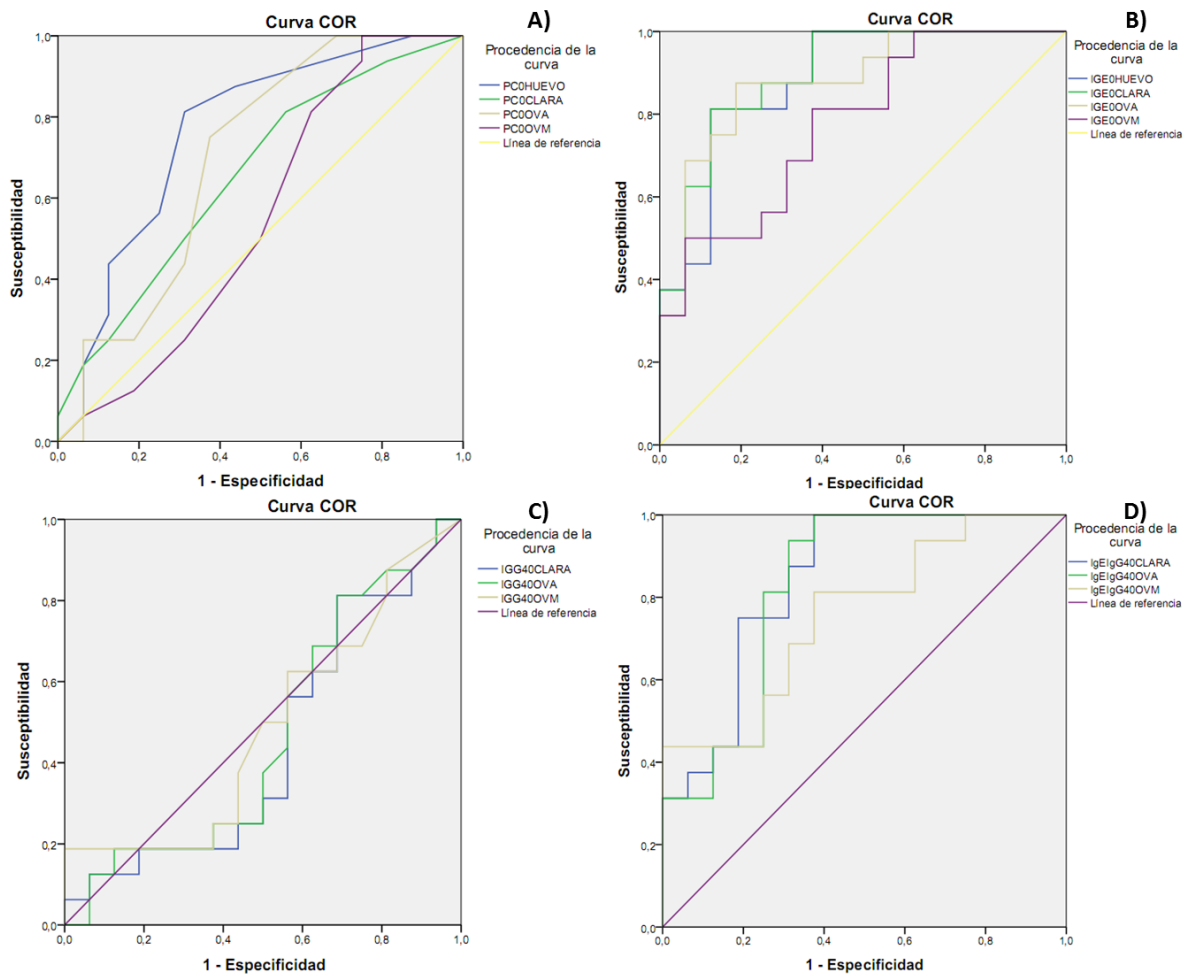 Curva COR
A)
Procedencia de la
curva
PC0HUEVO
PC0CLARA
PC0OVA
PC0OVM
Línea de referencia
Susceptibilidad
1,0
0,8
0,6
0,4
0,2
0,0
0,0 0,2 0,4 0,6 0,8 1,0
1 - Especificidad
Curva COR
B)
Procedencia de la
curva
IGE0HUEVO
IGE0CLARA
IGE0OVA
IGE0OVM
Línea de referencia
Susceptibilidad
1,0
0,8
0,6
0,4
0,2
0,0
0,0 0,2 0,4 0,6 0,8 1,0
1 - Especificidad
Curva COR
C)
Procedencia de la
curva
IGG40CLARA
IGG40OVA
IGG40OVM
Línea de referencia
Susceptibilidad
1,0
0,8
0,6
0,4
0,2
0,0
0,0 0,2 0,4 0,6 0,8 1,0
1 - Especificidad
Curva COR
D)
Procedencia de la
curva
IgEIgG40CLARA
IgEIgG40OVA
IgEIgG40OVM
Línea de referencia
Susceptibilidad
1,0
0,8
0,6
0,4
0,2
0,0
0,0 0,2 0,4 0,6 0,8 1,0
1 - Especificidad